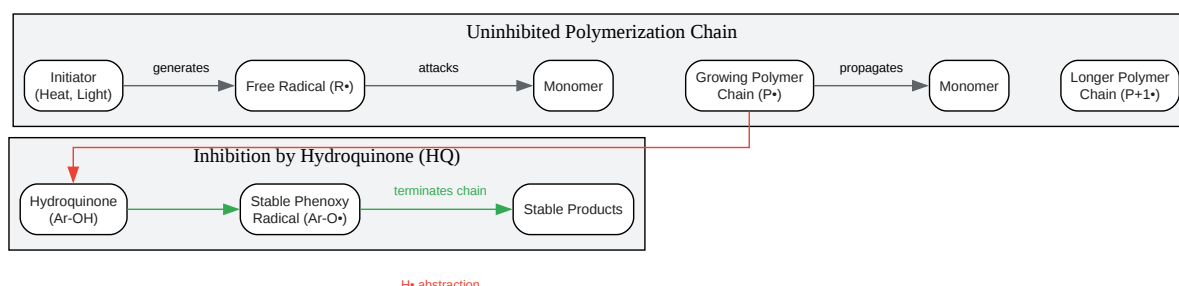 Uninhibited Polymerization Chain
Initiator
(Heat, Light)
generates
Free Radical (R•)
attacks
Monomer
Growing Polymer
Chain (P•)
propagates
Monomer
Longer Polymer
Chain (P+1•)
Inhibition by Hydroquinone (HQ)
Hydroquinone
(Ar-OH)
Stable Phenoxy
Radical (Ar-O•)
terminates chain
Stable Products
H• abstraction